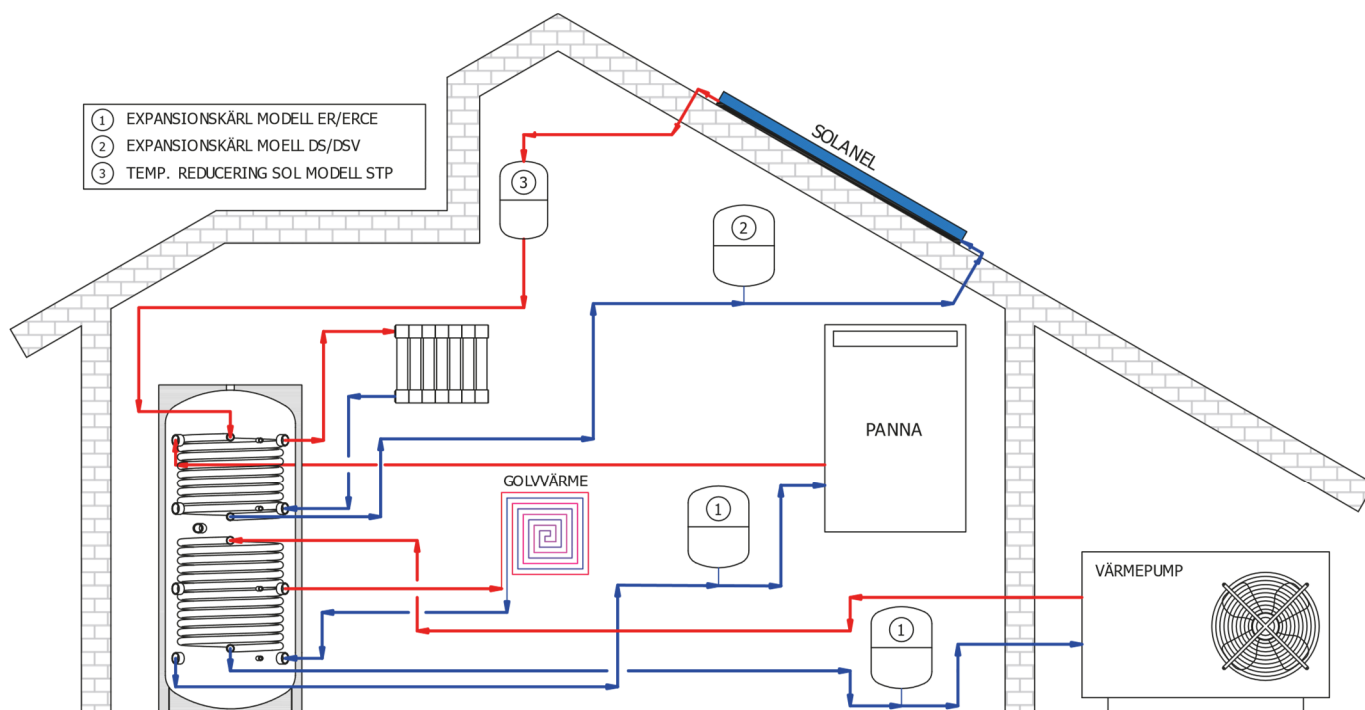 ① EXPANSIONSKÄRL MODELL ER/ERCE
② EXPANSIONSKÄRL MOELL DS/DSV
③ TEMP. REDUCERING SOL MODELL STP
SOLANEL
③
②
PANNA
GOLVVÄRME
①
VÄRMEPUMP
①